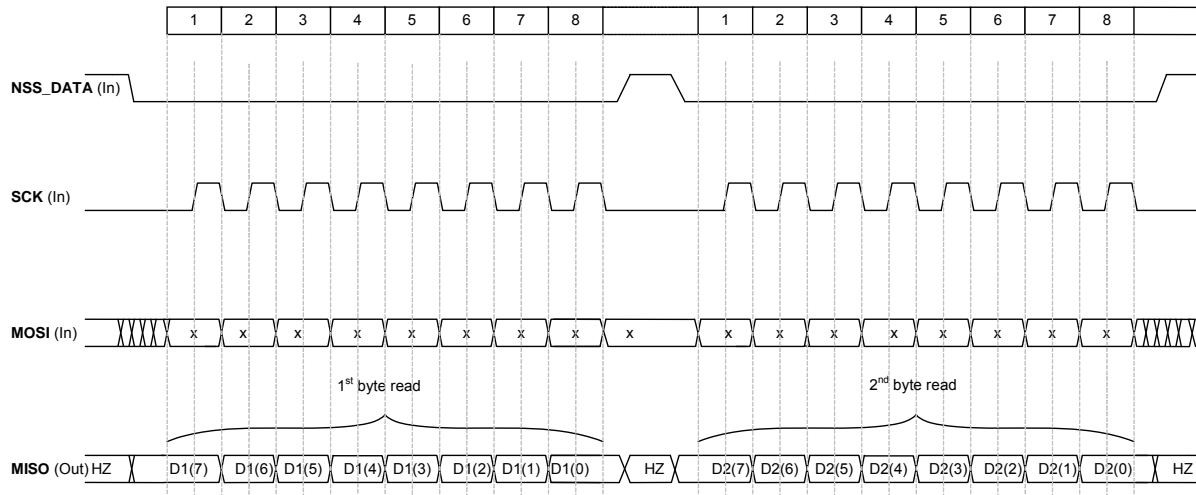 1 2 3 4 5 6 7 8 1 2 3 4 5 6 7 8
NSS_DATA (In)
SCK (In)
MOSI (In) x x x x x x x x x x x x x x x x x
1st byte read 2nd byte read
MISO (Out) HZ D1(7) D1(6) D1(5) D1(4) D1(3) D1(2) D1(1) D1(0) HZ D2(7) D2(6) D2(5) D2(4) D2(3) D2(2) D2(1) D2(0) HZ